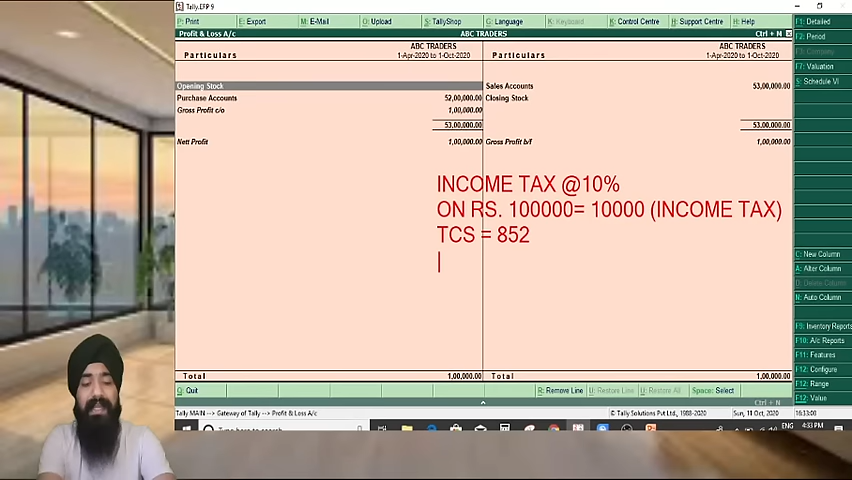 Tally.ERP 9
P: Print E: Export M: E-Mail O: Upload S: TallyShop G: Language K: Keyboard K: Control Centre H: Support Centre H: Help
F1: Detailed
F2: Period
F3: Company
F7: Valuation
S: Schedule VI
Profit & Loss A/c ABC TRADERS Ctrl + N
Particulars ABC TRADERS Particulars ABC TRADERS
1-Apr-2020 to 1-Oct-2020 1-Apr-2020 to 1-Oct-2020
Opening Stock Sales Accounts 53,00,000.00
Purchase Accounts 52,00,000.00 Closing Stock
Gross Profit c/o 1,00,000.00
53,00,000.00 53,00,000.00
Nett Profit 1,00,000.00 Gross Profit b/f 1,00,000.00
INCOME TAX @10%
ON RS. 100000= 10000 (INCOME TAX)
TCS = 852
C: New Column
A: Alter Column
D: Delete Column
N: Auto Column
F9: Inventory Reports
F10: A/c Reports
F11: Features
F12: Configure
F12: Range
F12: Value
Total 1,00,000.00 Total 1,00,000.00
Q: Quit R: Remove Line U: Restore Line U: Restore All Space: Select
Ctrl + N
Tally MAIN --> Gateway of Tally --> Profit & Loss A/c © Tally Solutions Pvt Ltd., 1988-2020 Sun, 11 Oct, 2020 16:33:00
Type here to search ENG 4:33 PM